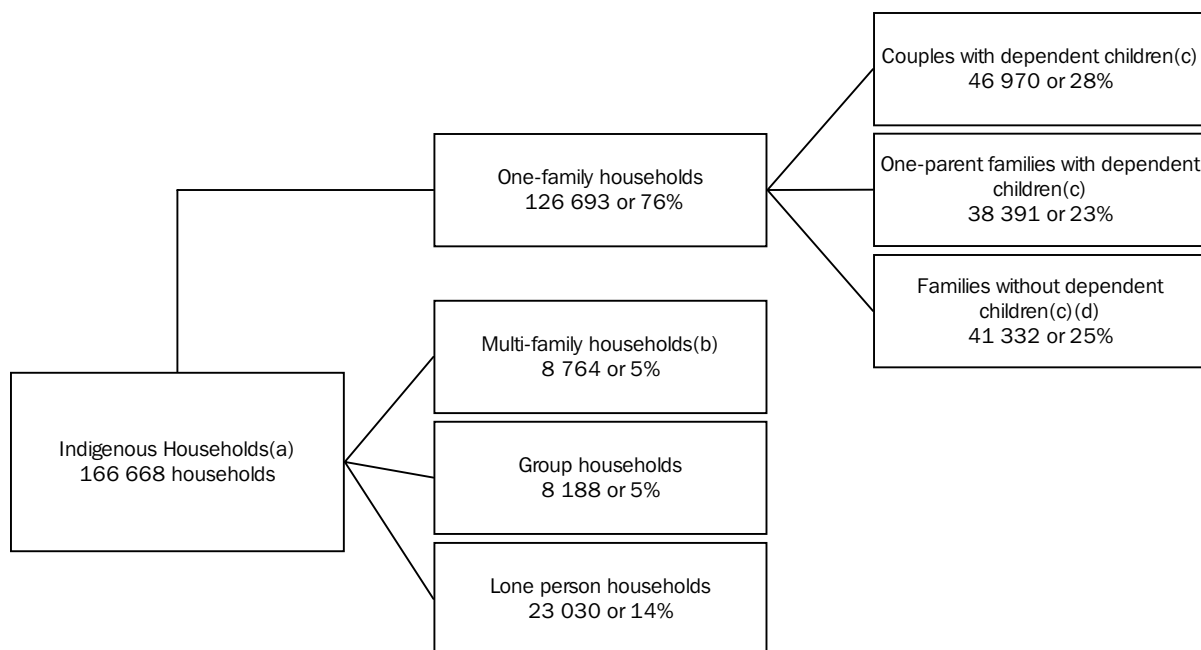 Couples with dependent children(c)
46 970 or 28%
One-family households
126 693 or 76%
One-parent families with dependent
children(c)
38 391 or 23%
Families without dependent
children(c)(d)
41 332 or 25%
Multi-family households(b)
8 764 or 5%
Indigenous Households(a)
166 668 households
Group households
8 188 or 5%
Lone person households
23 030 or 14%